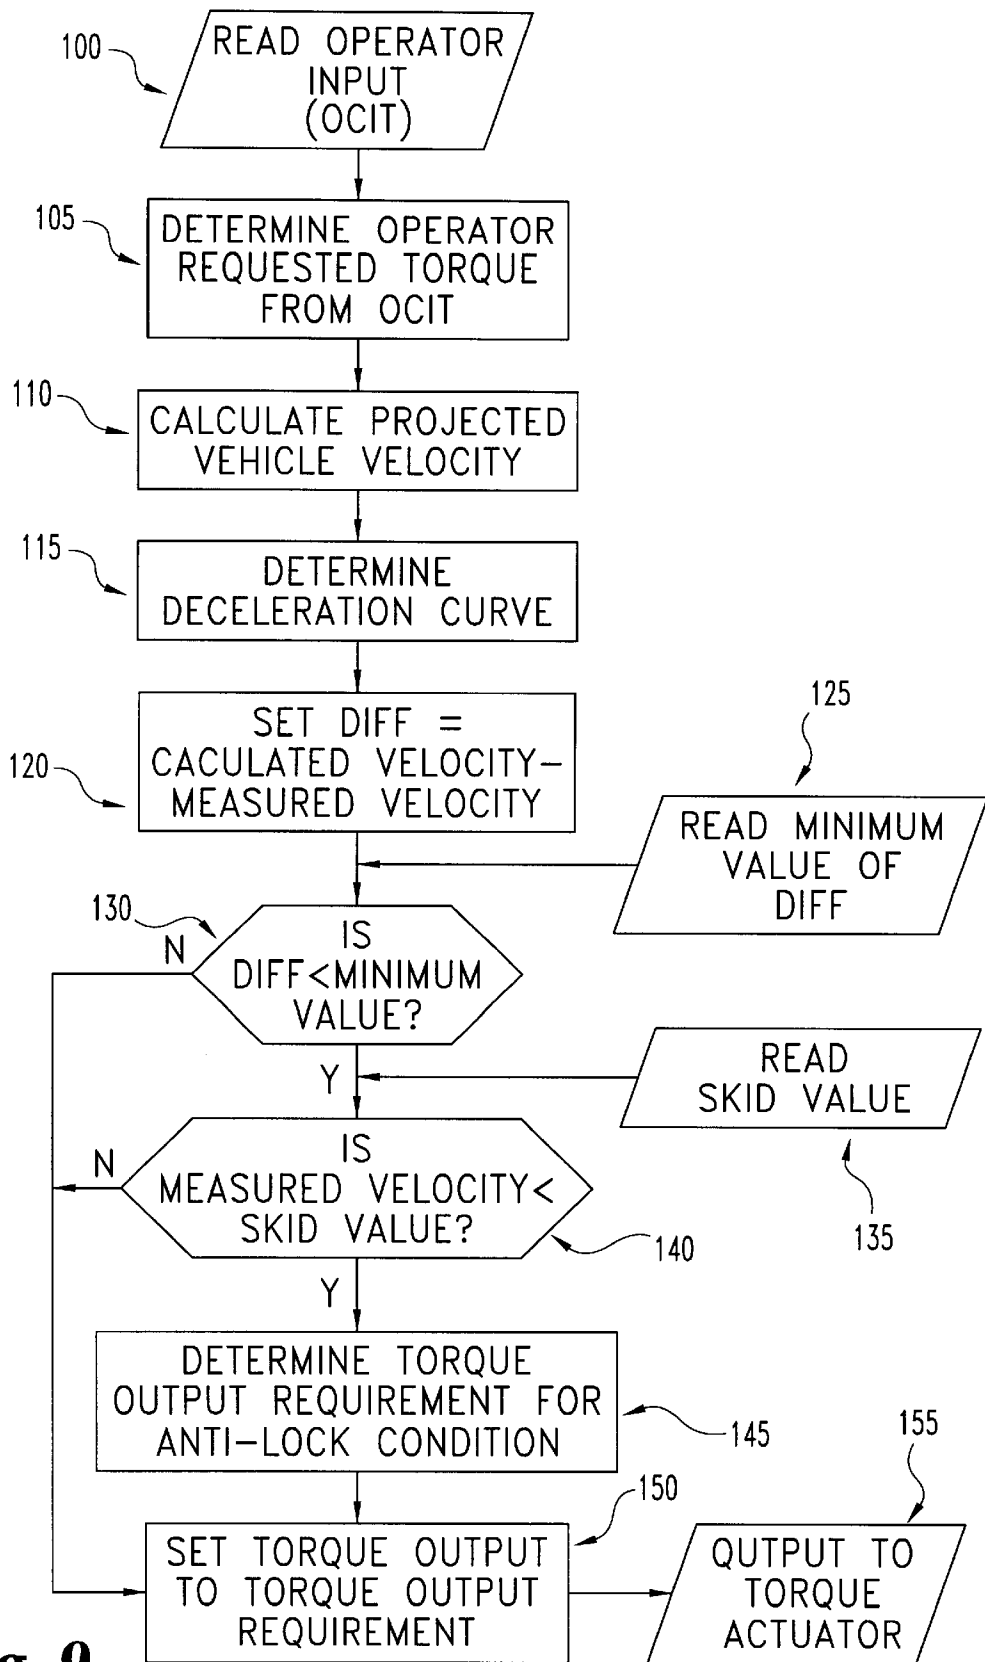 100
READ OPERATOR
INPUT
(OCIT)
105
DETERMINE OPERATOR
REQUESTED TORQUE
FROM OCIT
110
CALCULATE PROJECTED
VEHICLE VELOCITY
115
DETERMINE
DECELERATION CURVE
120
SET DIFF =
CACULATED VELOCITY-
MEASURED VELOCITY
125
READ MINIMUM
VALUE OF
DIFF
130
N
IS
DIFF<MINIMUM
VALUE?
Y
READ
SKID VALUE
135
N
IS
MEASURED VELOCITY<
SKID VALUE?
140
Y
DETERMINE TORQUE
OUTPUT REQUIREMENT FOR
ANTI-LOCK CONDITION
145
150
SET TORQUE OUTPUT
TO TORQUE OUTPUT
REQUIREMENT
155
QUTPUT TO
TORQUE
ACTUATOR